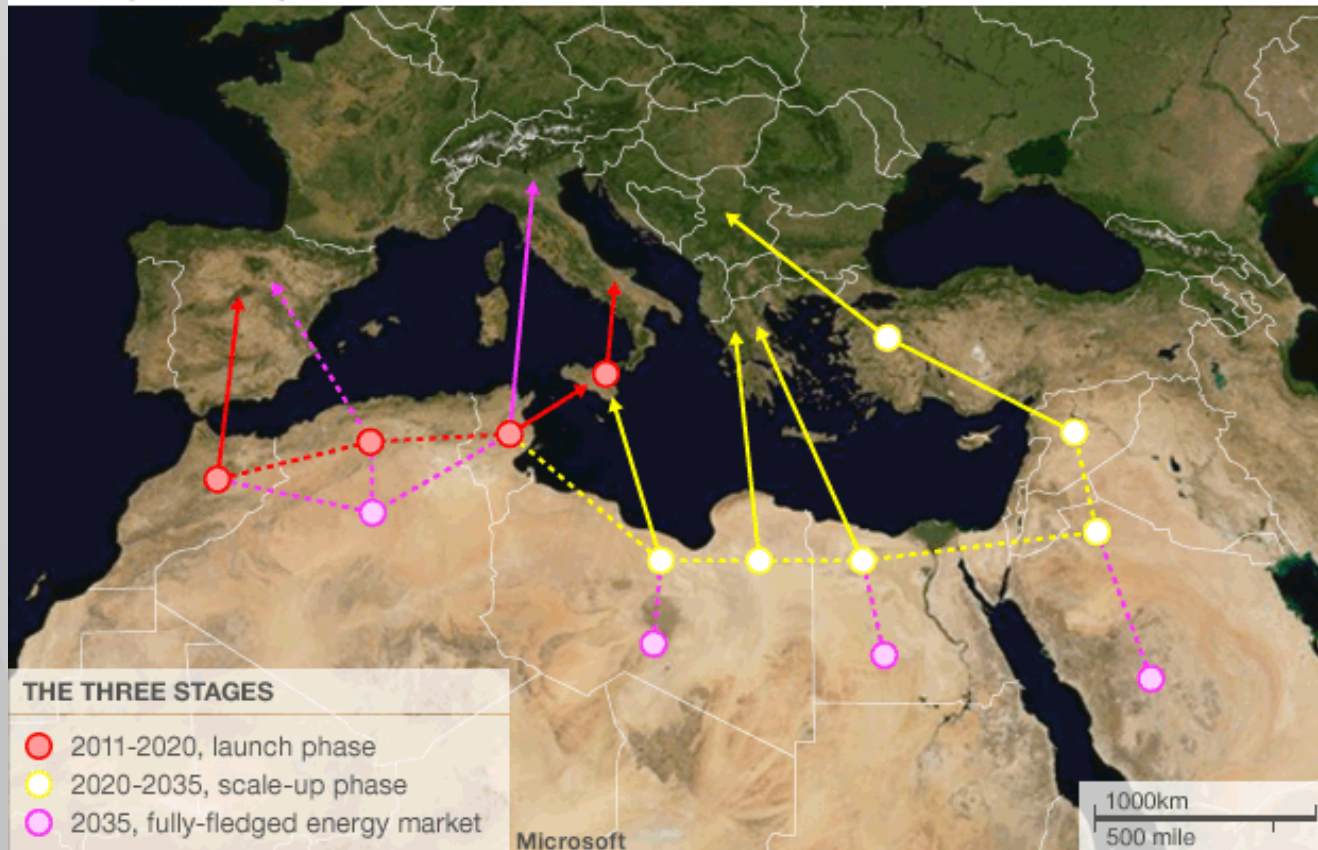 THE THREE STAGES
2011-2020, launch phase
2020-2035, scale-up phase
2035, fully-fledged energy market
Microsoft
1000km
500 mile